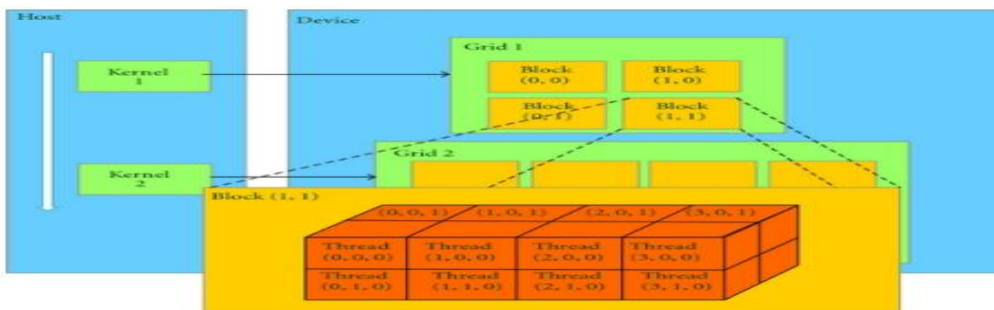 Host
Device
Grid 1
Kernel
1
Block
(0, 0)
Block
(1, 0)
Block
(0, 1)
Block
(1, 1)
Grid 2
Kernel
2
Block (1, 1)
(0, 0, 1)
(1, 0, 1)
(2, 0, 1)
(3, 0, 1)
Thread
(0, 0, 0)
Thread
(1, 0, 0)
Thread
(2, 0, 0)
Thread
(3, 0, 0)
Thread
(0, 1, 0)
Thread
(1, 1, 0)
Thread
(2, 1, 0)
Thread
(3, 1, 0)